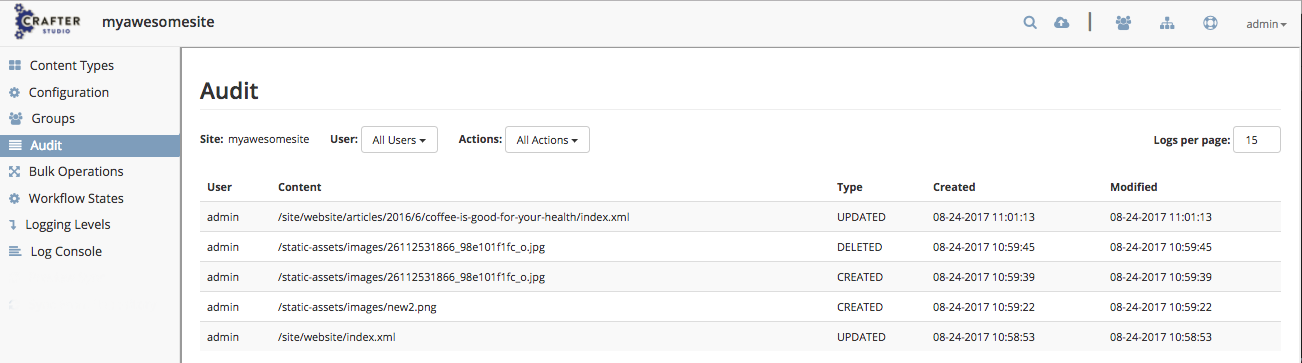 CRAFTER STUDIO myawesomesite admin
Content Types
Configuration
Groups
Audit
Bulk Operations
Workflow States
Logging Levels
Log Console
Audit
Site: myawesomesite User: All Users Actions: All Actions Logs per page: 15
User Content Type Created Modified
admin /site/website/articles/2016/6/coffee-is-good-for-your-health/index.xml UPDATED 08-24-2017 11:01:13 08-24-2017 11:01:13
admin /static-assets/images/26112531866_98e101f1fc_o.jpg DELETED 08-24-2017 10:59:45 08-24-2017 10:59:45
admin /static-assets/images/26112531866_98e101f1fc_o.jpg CREATED 08-24-2017 10:59:39 08-24-2017 10:59:39
admin /static-assets/images/new2.png CREATED 08-24-2017 10:59:22 08-24-2017 10:59:22
admin /site/website/index.xml UPDATED 08-24-2017 10:58:53 08-24-2017 10:58:53